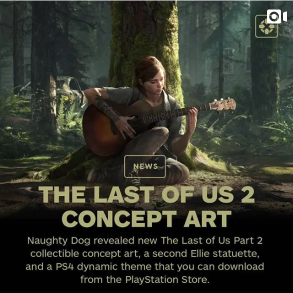 NEWS
THE LAST OF US 2
CONCEPT ART
Naughty Dog revealed new The Last of Us Part 2
collectible concept art, a second Ellie statuette,
and a PS4 dynamic theme that you can download
from the PlayStation Store.